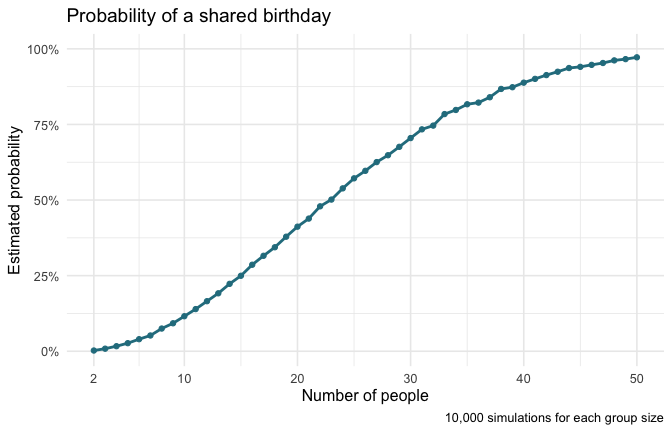 Probability of a shared birthday
Estimated probability
100%
75%
50%
25%
0%
2 10 20 30 40 50
Number of people
10,000 simulations for each group size